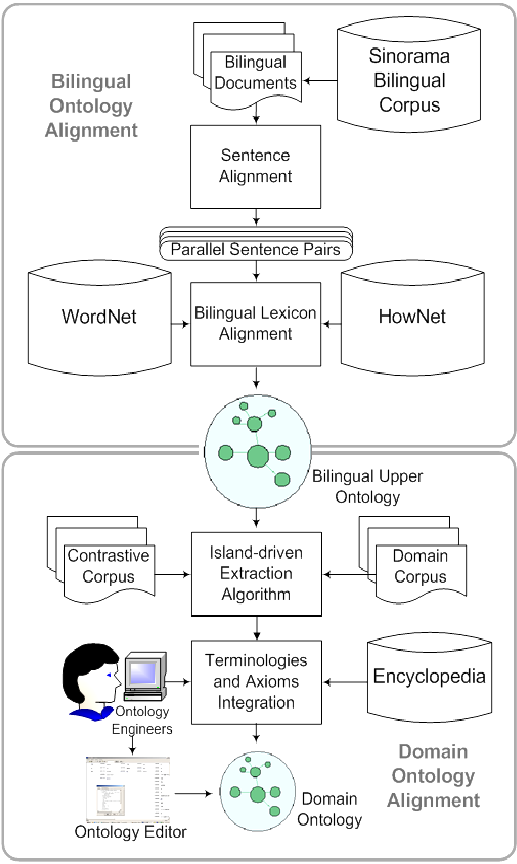 Bilingual
Ontology
Alignment
Bilingual
Documents
Sinorama
Bilingual
Corpus
Sentence
Alignment
Parallel Sentence Pairs
WordNet
Bilingual Lexicon
Alignment
HowNet
Bilingual Upper
Ontology
Contrastive
Corpus
Island-driven
Extraction
Algorithm
Domain
Corpus
Ontology
Engineers
Terminologies
and Axioms
Integration
Encyclopedia
Ontology Editor
Domain
Ontology
Domain
Ontology
Alignment